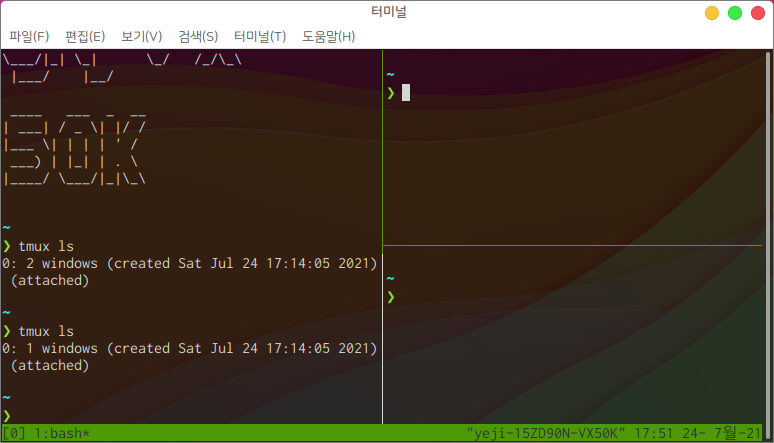 터미널
파일(F) 편집(E) 보기(V) 검색(S) 터미널(T) 도움말(H)
\___/|_| \_|      \_/   /_/\_\
 |___/    |__/
 ____   ___  _  __
| ___| / _ \| |/ /
|___ \| | | | ' /
 ___) | |_| | . \
|____/ \___/|_|\_\
~
❯ tmux ls
0: 2 windows (created Sat Jul 24 17:14:05 2021)
 (attached)
~
❯ tmux ls
0: 1 windows (created Sat Jul 24 17:14:05 2021)
 (attached)
~
❯
~
❯
~
❯
[0] 1:bash* "yeji-15ZD90N-VX50K" 17:51 24- 7월-21